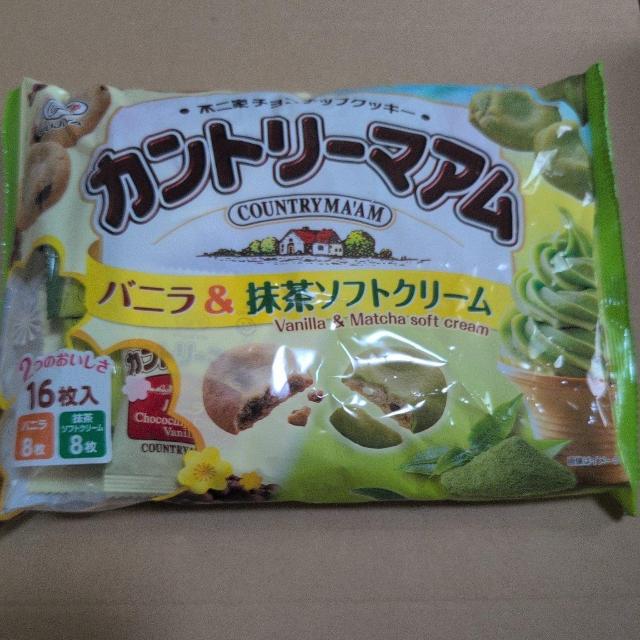 不二家チョコチップクッキー
カントリーマアム
COUNTRY MA'AM
バニラ & 抹茶ソフトクリーム
Vanilla & Matcha soft cream
2つのおいしさ
16枚入
バニラ
8枚
抹茶
ソフトクリーム
8枚
カン
Vani
COUNTRY